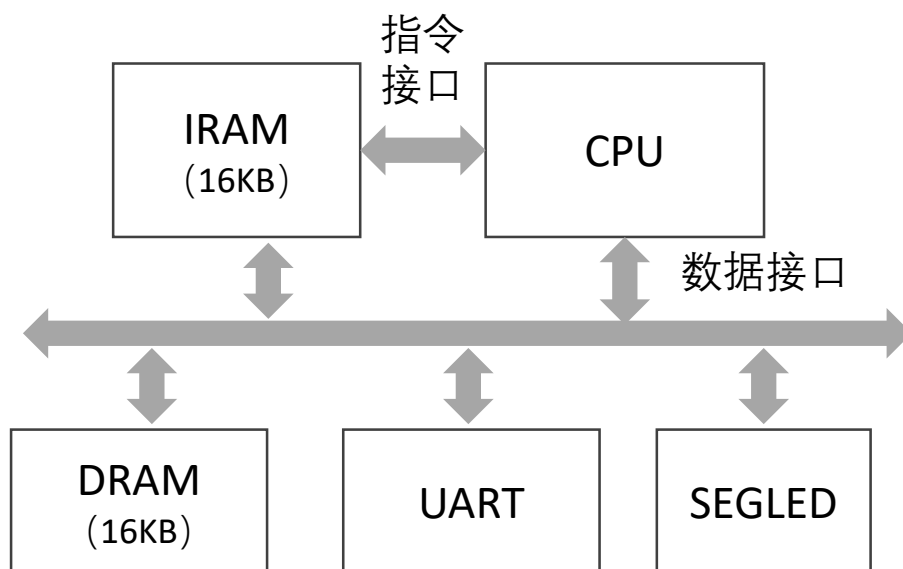 指令
接口
IRAM
（16KB）
CPU
数据接口
DRAM
（16KB）
UART
SEGLED